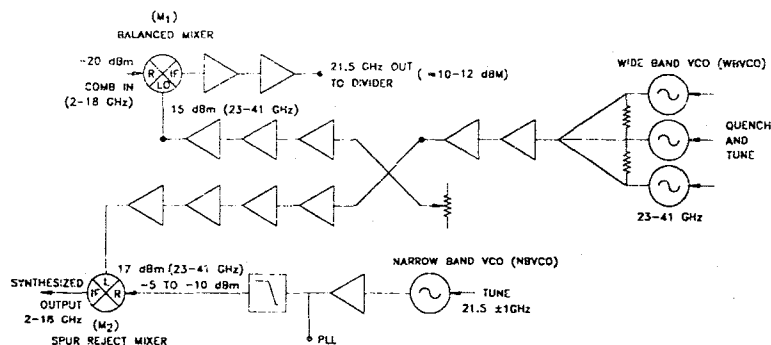 (M₁)
BALANCED MIXER
-20 dBm
R IF
LO
COMB IN
(2-18 GHz)
21.5 GHz OUT
TO DIVIDER
(≈10-12 dBM)
15 dBm (23-41 GHz)
WIDE BAND VCO (WBVCO)
QUENCH
AND
TUNE
23-41 GHz
17 dBm (23-41 GHz)
-5 TO -10 dBm
L
IF R
SYNTHESIZED
OUTPUT
2-18 GHz
(M₂)
SPUR REJECT MIXER
PLL
NARROW BAND VCO (NBVCO)
TUNE
21.5 ±1GHz